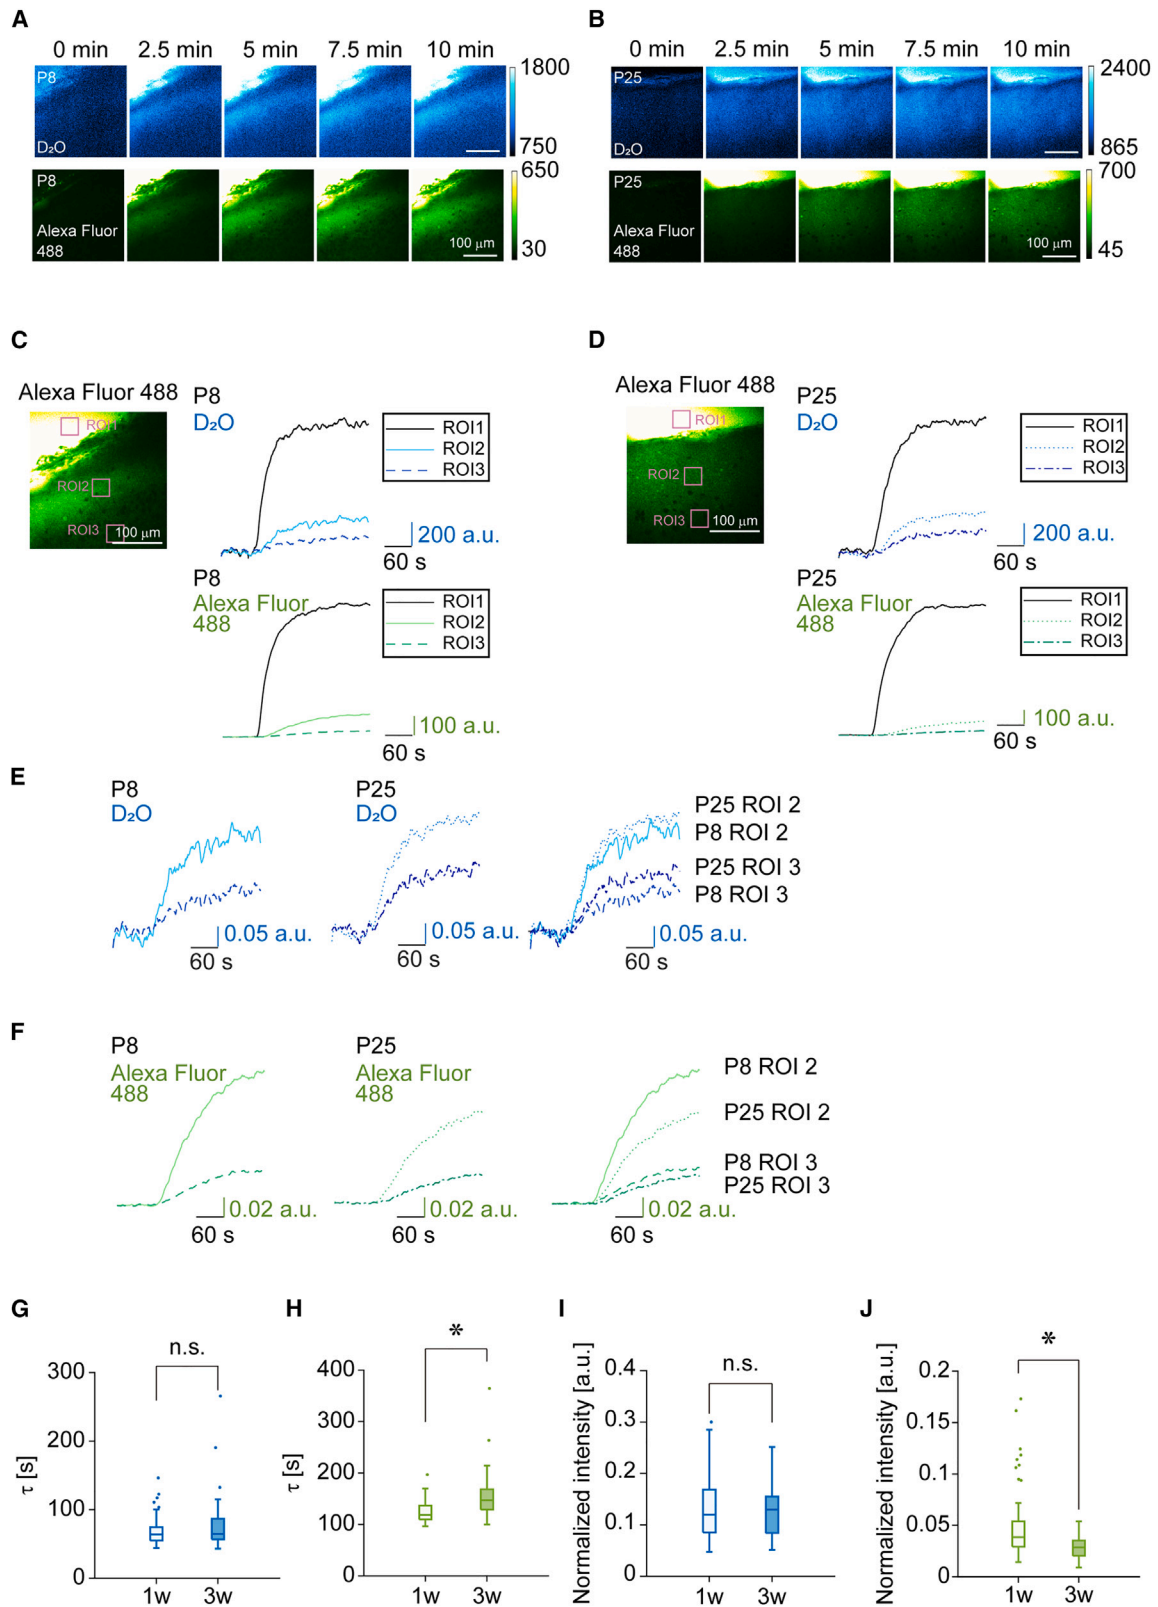 A
0 min 2.5 min 5 min 7.5 min 10 min
P8
D₂O
1800
750
P8
Alexa Fluor
488
100 µm
650
30
B
0 min 2.5 min 5 min 7.5 min 10 min
P25
D₂O
2400
865
P25
Alexa Fluor
488
100 µm
700
45
C
Alexa Fluor 488
ROI1
ROI2
ROI3
100 µm
P8
D₂O
ROI1
ROI2
ROI3
200 a.u.
60 s
P8
Alexa Fluor
488
ROI1
ROI2
ROI3
100 a.u.
60 s
D
Alexa Fluor 488
ROI1
ROI2
ROI3
100 µm
P25
D₂O
ROI1
ROI2
ROI3
200 a.u.
60 s
P25
Alexa Fluor
488
ROI1
ROI2
ROI3
100 a.u.
60 s
E
P8
D₂O
0.05 a.u.
60 s
P25
D₂O
0.05 a.u.
60 s
P25 ROI 2
P8 ROI 2
P25 ROI 3
P8 ROI 3
0.05 a.u.
60 s
F
P8
Alexa Fluor
488
0.02 a.u.
60 s
P25
Alexa Fluor
488
0.02 a.u.
60 s
P8 ROI 2
P25 ROI 2
P8 ROI 3
P25 ROI 3
0.02 a.u.
60 s
G
n.s.
τ [s]
300
200
100
0
1w 3w
H
*
τ [s]
400
300
200
100
0
1w 3w
I
n.s.
Normalized intensity [a.u.]
0.4
0.3
0.2
0.1
0
1w 3w
J
*
Normalized intensity [a.u.]
0.2
0.15
0.1
0.05
0
1w 3w